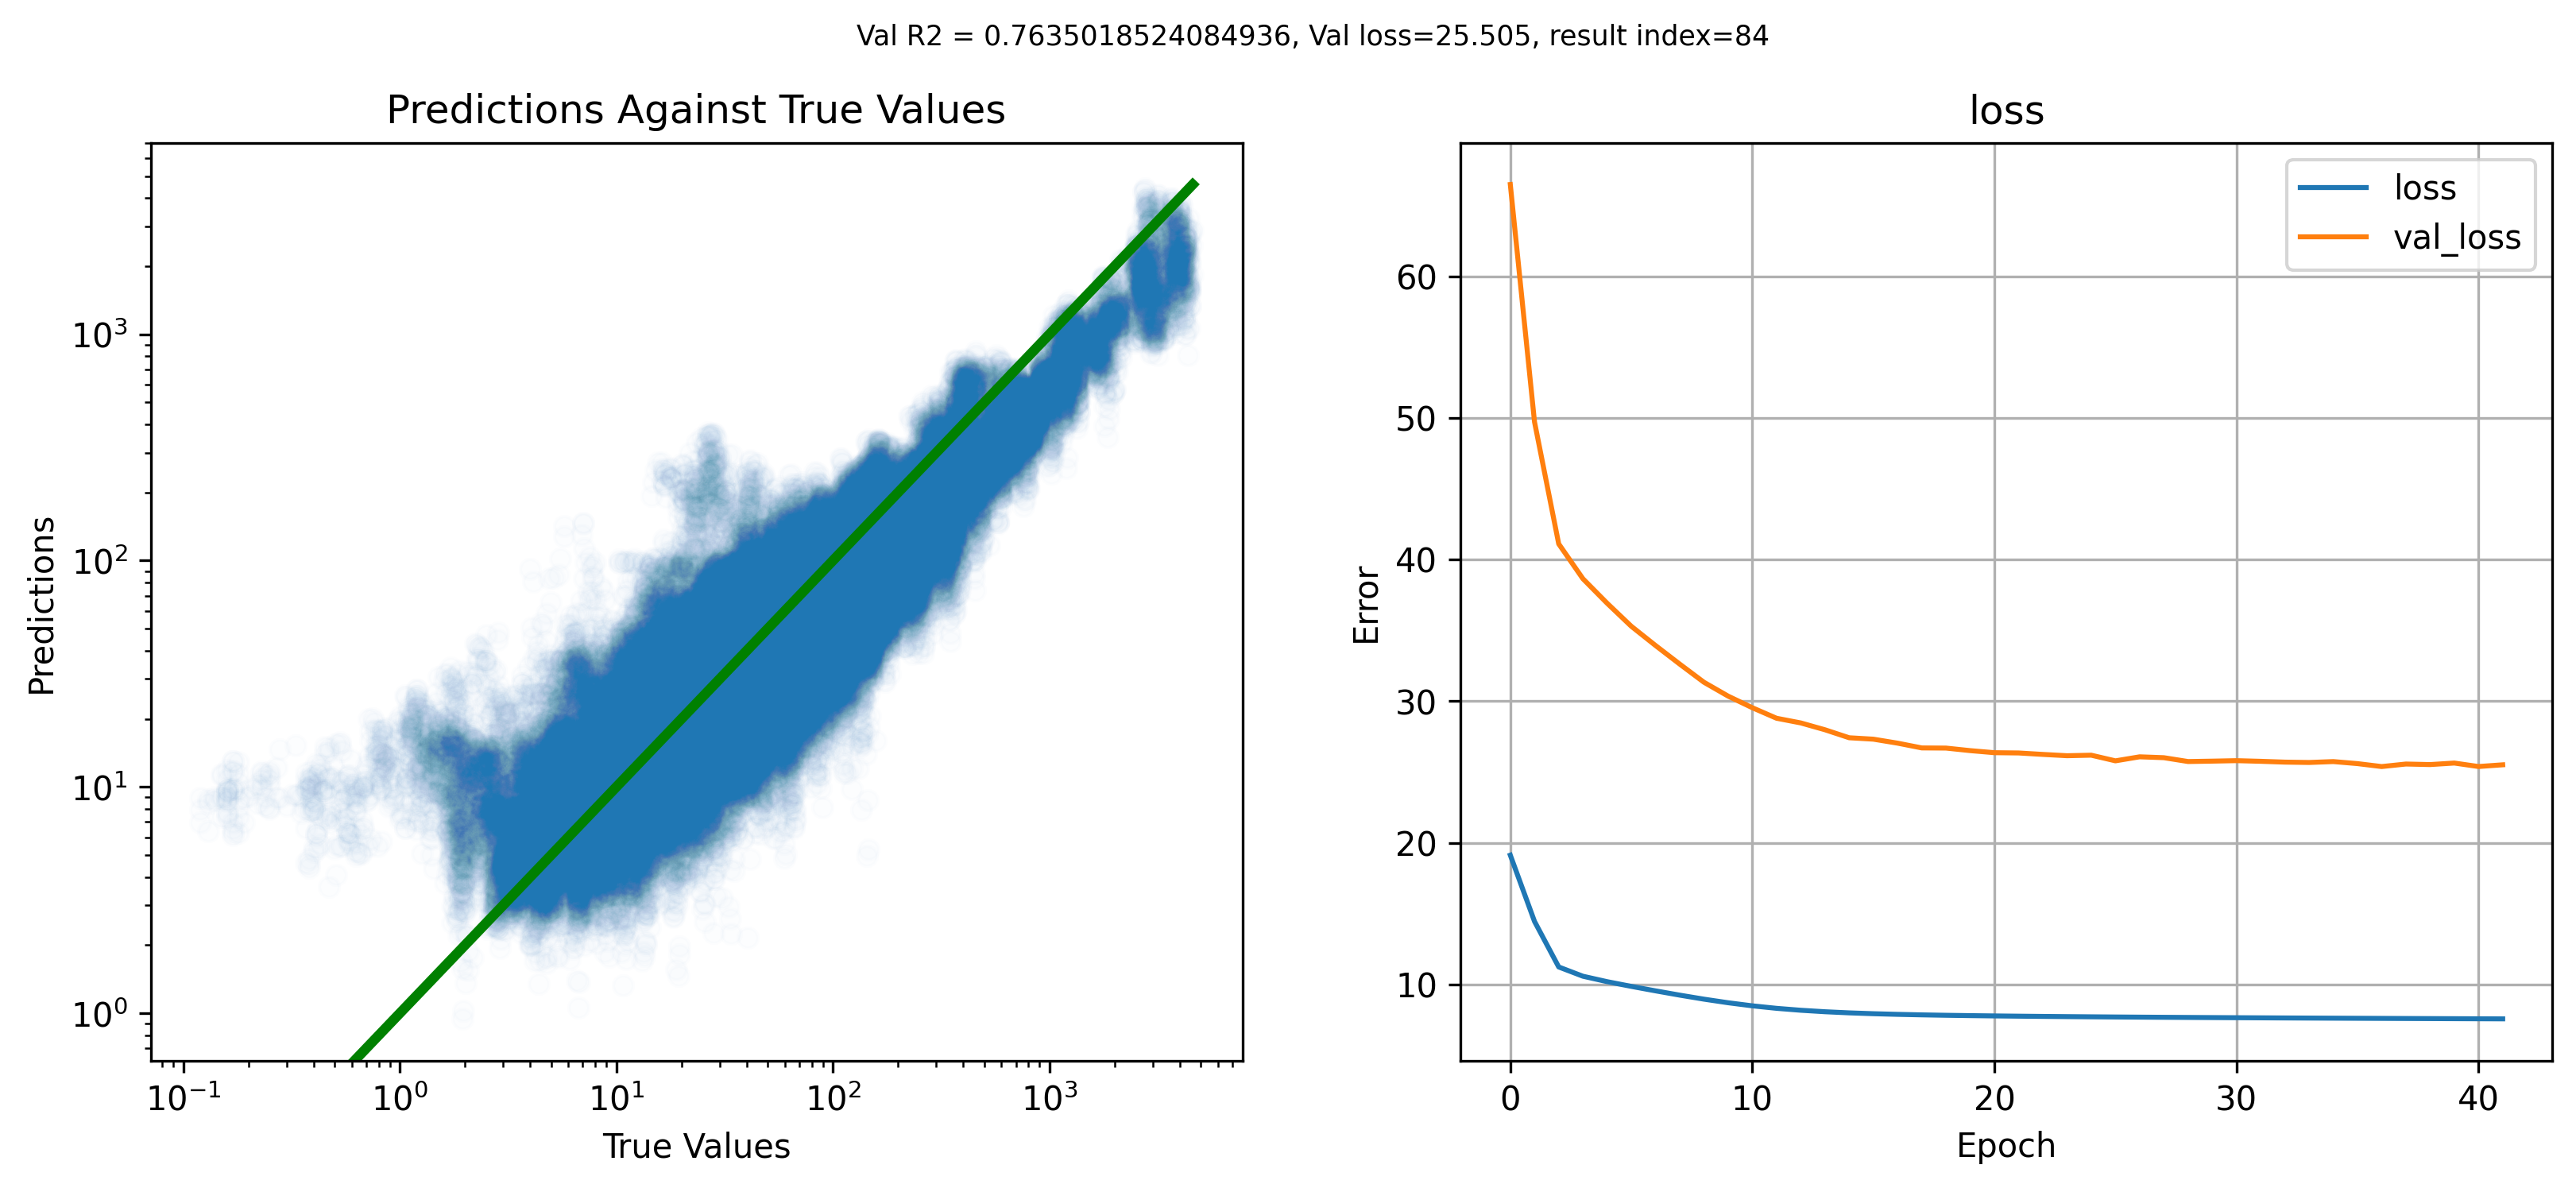 Val R2 = 0.7635018524084936, Val loss=25.505, result index=84
Predictions Against True Values
Predictions
10³
10²
10¹
10⁰
10⁻¹ 10⁰ 10¹ 10² 10³
True Values
loss
loss
val_loss
Error
60
50
40
30
20
10
0 10 20 30 40
Epoch